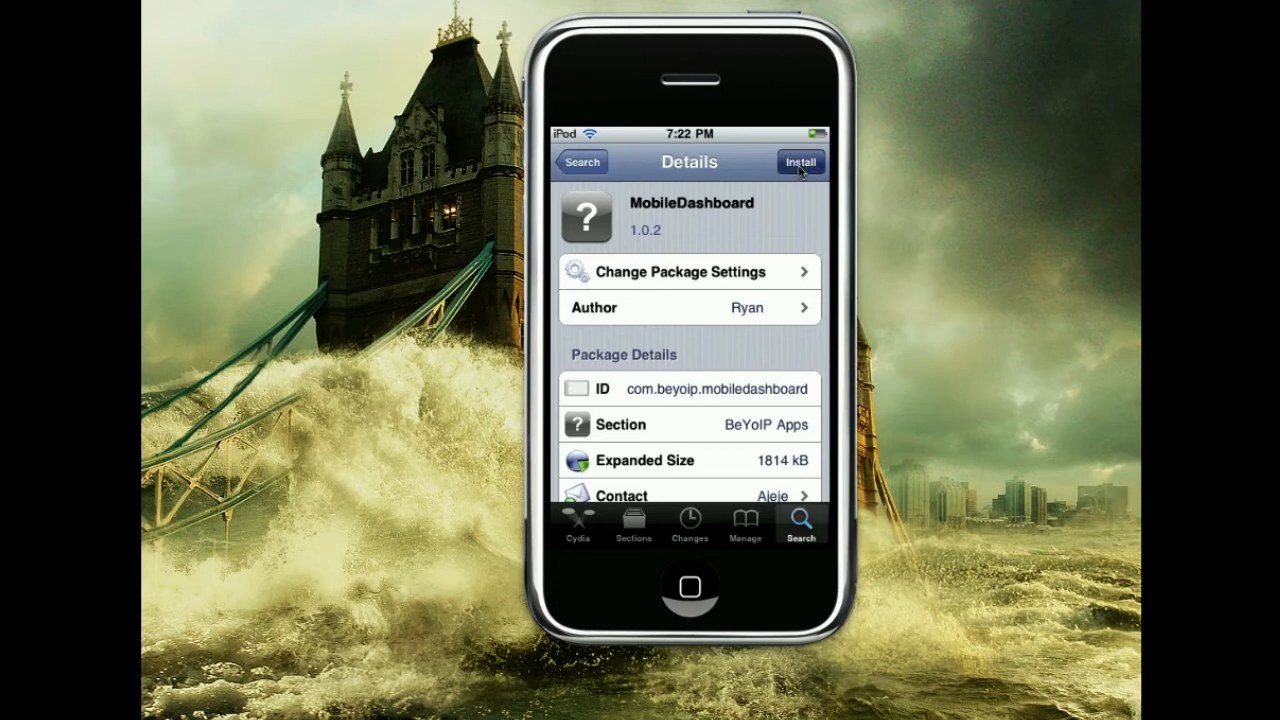 iPod 7:22 PM
Search Details Install
?
MobileDashboard
1.0.2
Change Package Settings
Author Ryan
Package Details
ID com.beyoip.mobiledashboard
? Section BeYoIP Apps
Expanded Size 1814 kB
Contact Ajeje
Cydia Sections Changes Manage Search